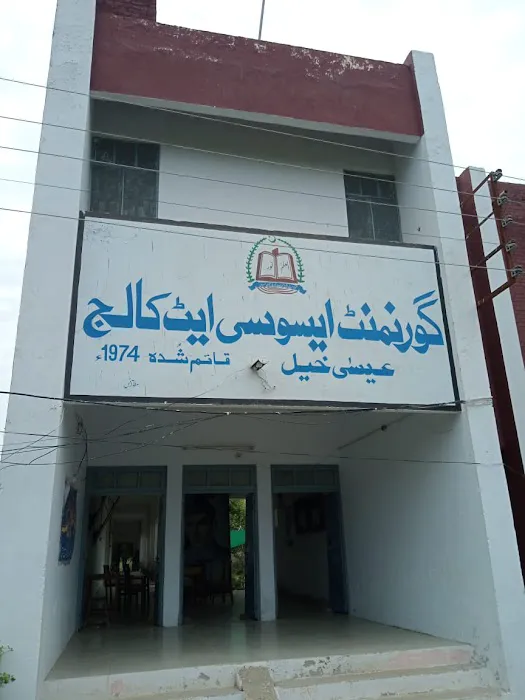 گورنمنٹ ایسوسی ایٹ کالج
عیسیٰ خیل قائم شدہ 1974ء